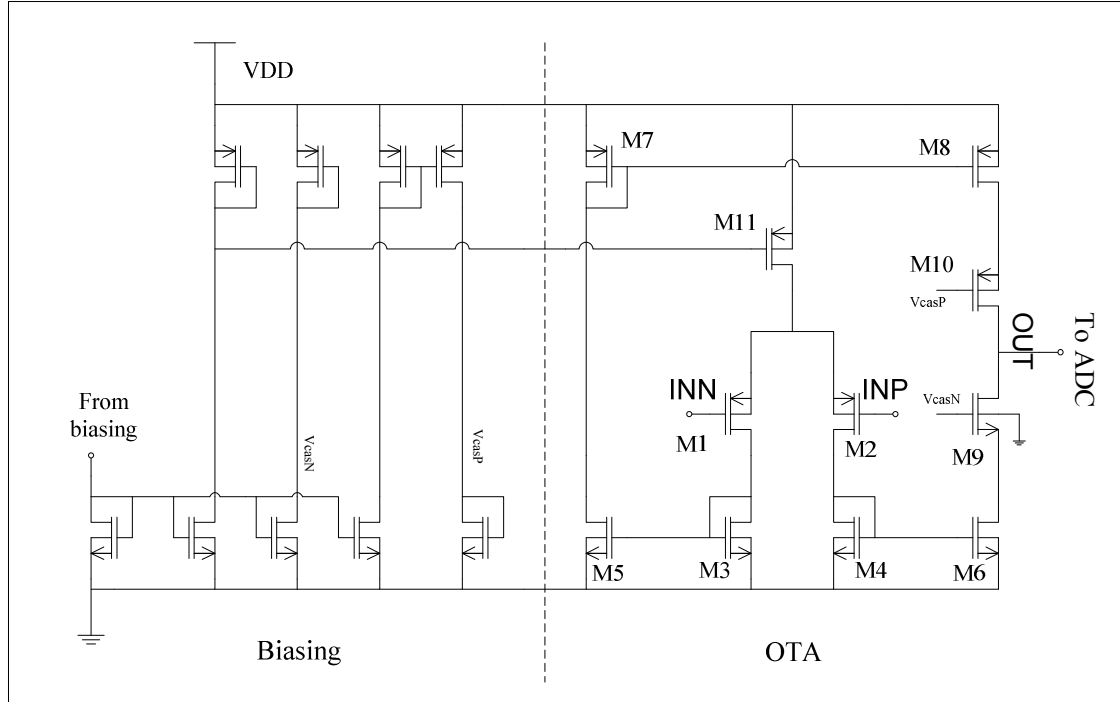 VDD
M7
M8
M11
M10
VcasP
OUT
To ADC
INN
INP
VcasN
M1
M2
M9
From
biasing
VcasN
VcasP
M5
M3
M4
M6
Biasing
OTA